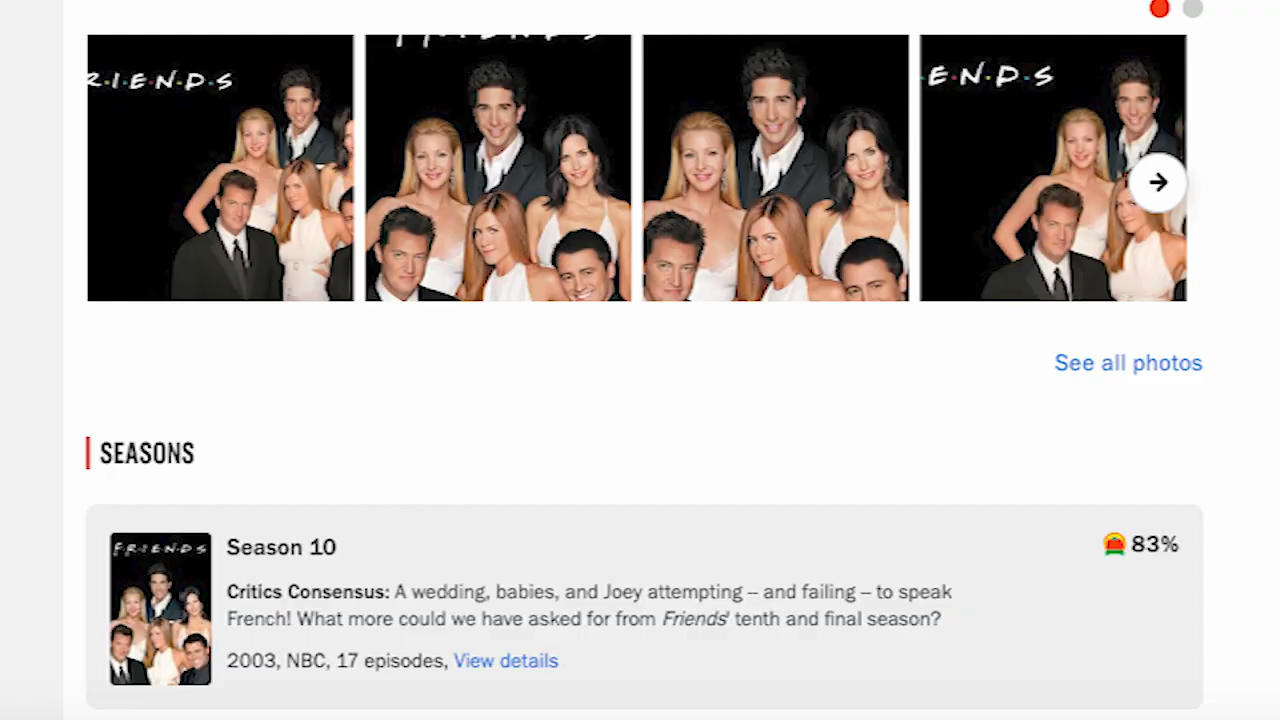 R·I·E·N·D·S
F·R·I·E·N·D·S
E·N·D·S
See all photos
SEASONS
F·R·I·E·N·D·S
Season 10
83%
Critics Consensus: A wedding, babies, and Joey attempting – and failing – to speak
French! What more could we have asked for from Friends' tenth and final season?
2003, NBC, 17 episodes, View details